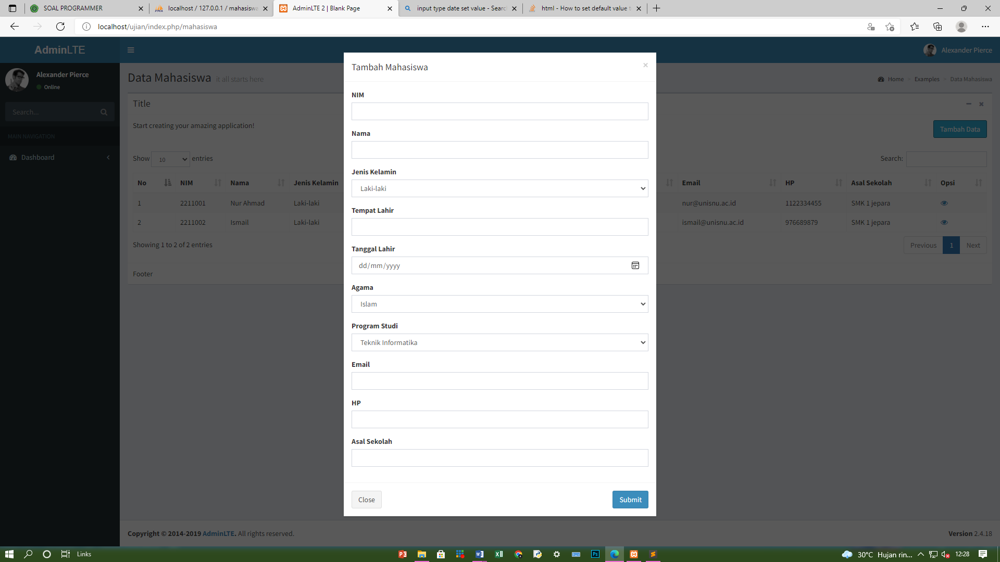 SOAL PROGRAMMER
localhost / 127.0.0.1 / mahasiswa
AdminLTE 2 | Blank Page
input type date set value - Searc
html - How to set default value t
localhost/ujian/index.php/mahasiswa
AdminLTE
Alexander Pierce
Alexander Pierce
Online
Search...
MAIN NAVIGATION
Dashboard
Data Mahasiswa it all starts here
Home
Examples
Data Mahasiswa
Title
Start creating your amazing application!
Tambah Data
Show 10 entries
Search:
No NIM Nama Jenis Kelamin Email HP Asal Sekolah Opsi
1 2211001 Nur Ahmad Laki-laki nur@unisnu.ac.id 1122334455 SMK 1 jepara
2 2211002 Ismail Laki-laki ismail@unisnu.ac.id 976689879 SMK 1 jepara
Showing 1 to 2 of 2 entries
Previous 1 Next
Footer
Tambah Mahasiswa
×
NIM
Nama
Jenis Kelamin
Laki-laki
Tempat Lahir
Tanggal Lahir
dd/mm/yyyy
Agama
Islam
Program Studi
Teknik Informatika
Email
HP
Asal Sekolah
Close
Submit
Copyright © 2014-2019 AdminLTE. All rights reserved.
Version 2.4.18
Links
30°C Hujan rin...
12:28